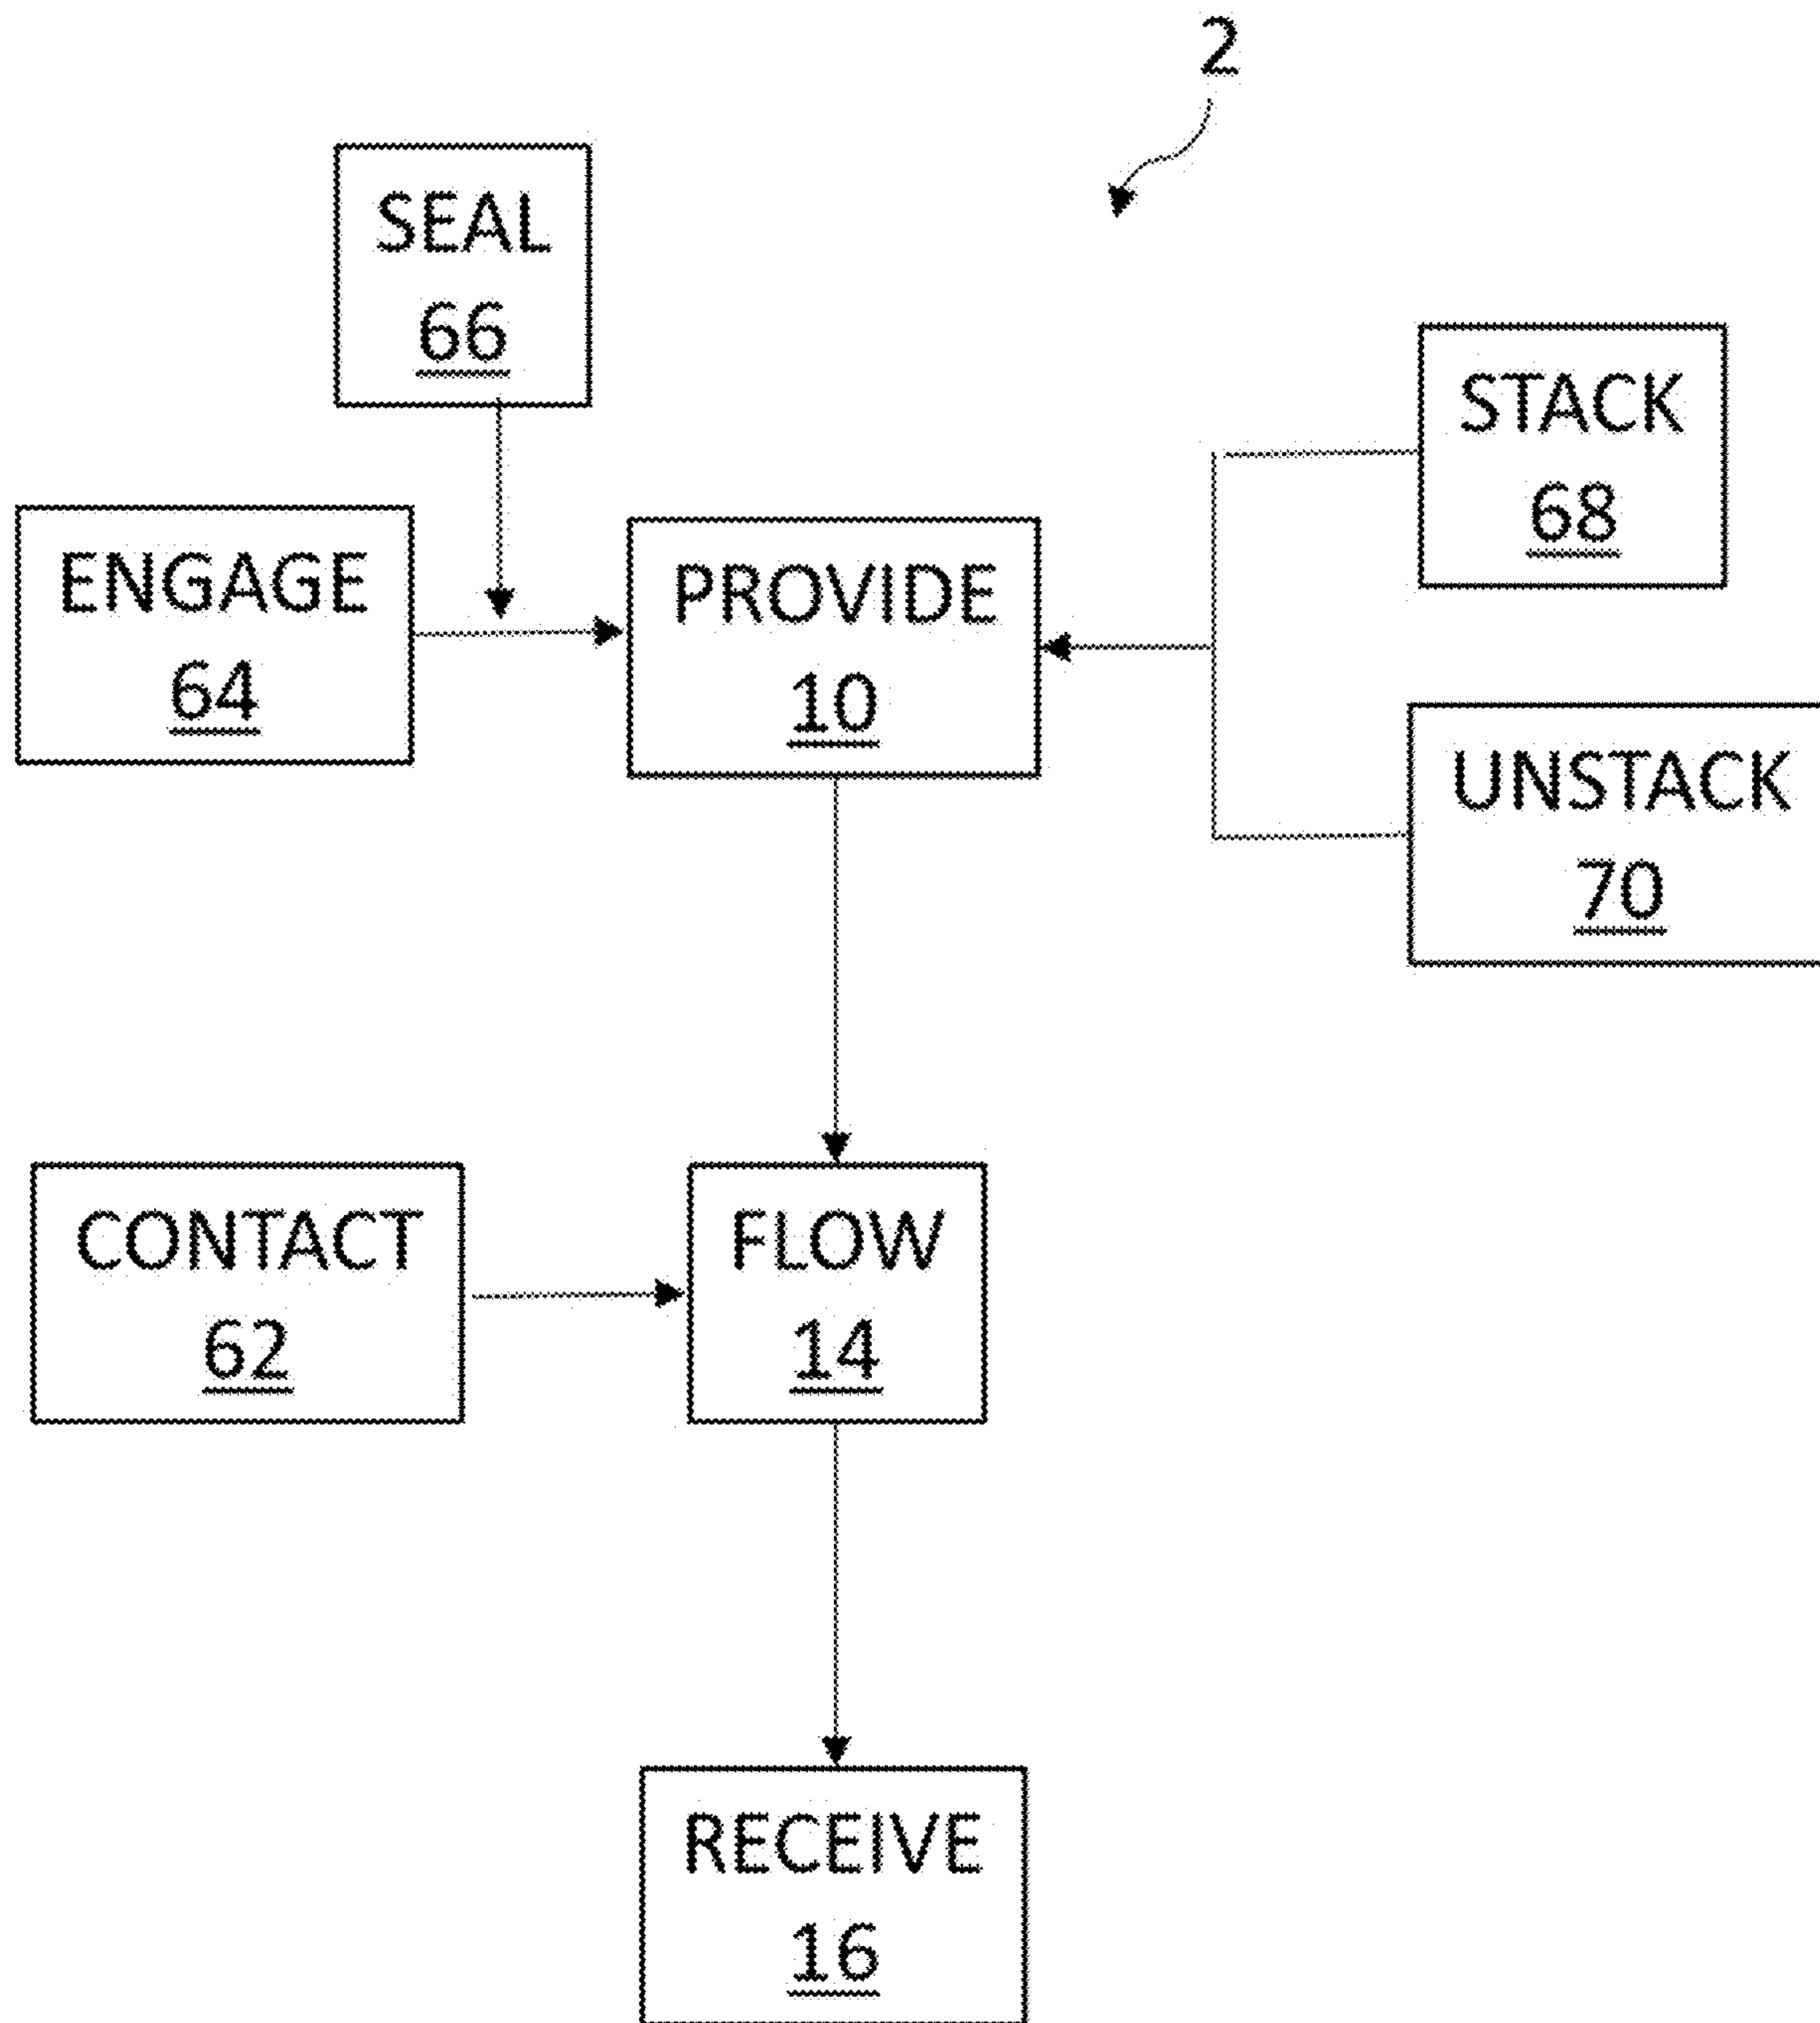 2
SEAL
66
STACK
68
ENGAGE
64
PROVIDE
10
UNSTACK
70
CONTACT
62
FLOW
14
RECEIVE
16